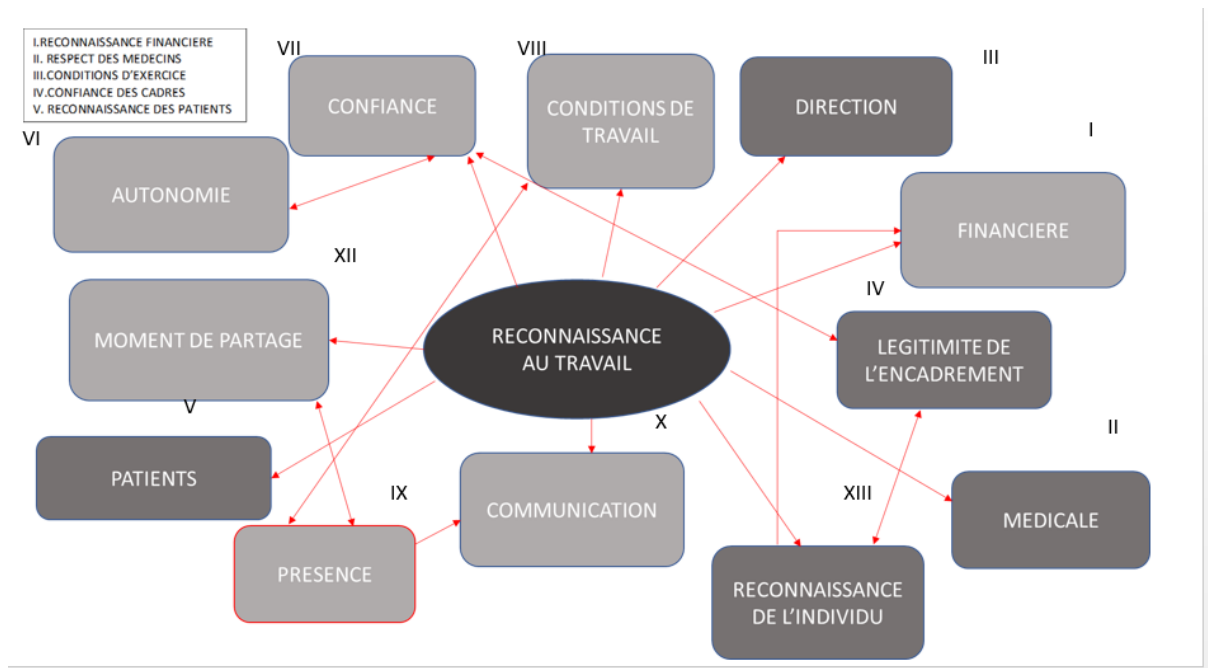 I.RECONNAISSANCE FINANCIERE
II. RESPECT DES MEDECINS
III.CONDITIONS D'EXERCICE
IV.CONFIANCE DES CADRES
V. RECONNAISSANCE DES PATIENTS
VII
CONFIANCE
VIII
CONDITIONS DE
TRAVAIL
III
DIRECTION
VI
AUTONOMIE
I
FINANCIERE
XII
MOMENT DE PARTAGE
RECONNAISSANCE
AU TRAVAIL
IV
LEGITIMITE DE
L'ENCADREMENT
V
PATIENTS
X
COMMUNICATION
II
MEDICALE
IX
PRESENCE
XIII
RECONNAISSANCE
DE L'INDIVIDU